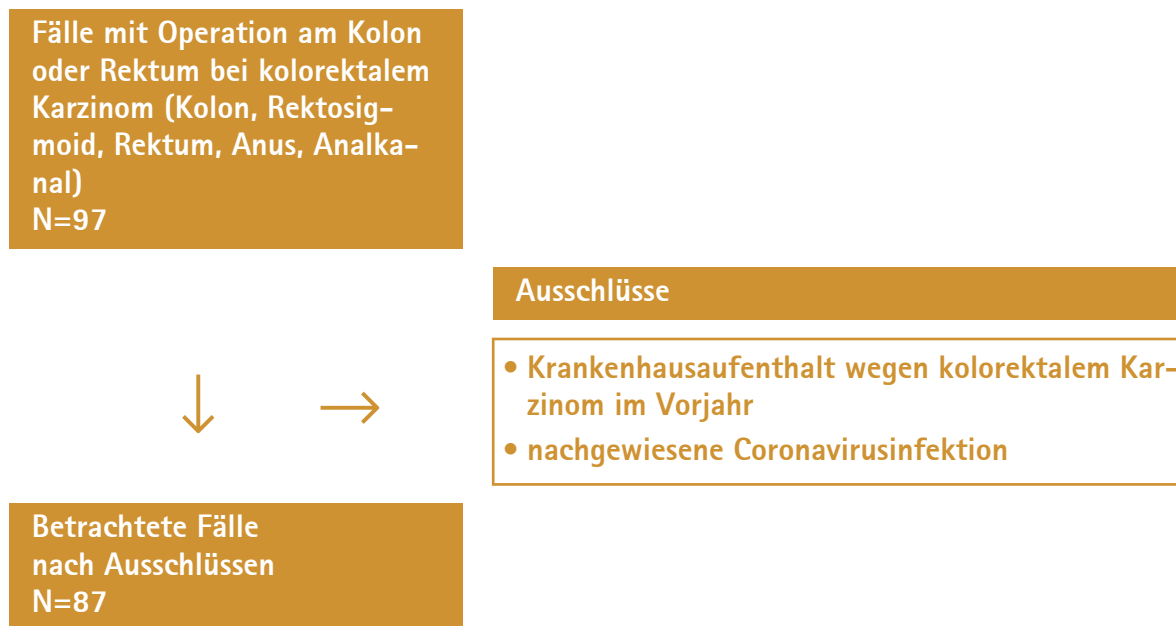 Fälle mit Operation am Kolon
oder Rektum bei kolorektalem
Karzinom (Kolon, Rektosig-
moid, Rektum, Anus, Analka-
nal)
N=97
Ausschlüsse
• Krankenhausaufenthalt wegen kolorektalem Kar-
zinom im Vorjahr
• nachgewiesene Coronavirusinfektion
Betrachtete Fälle
nach Ausschlüssen
N=87